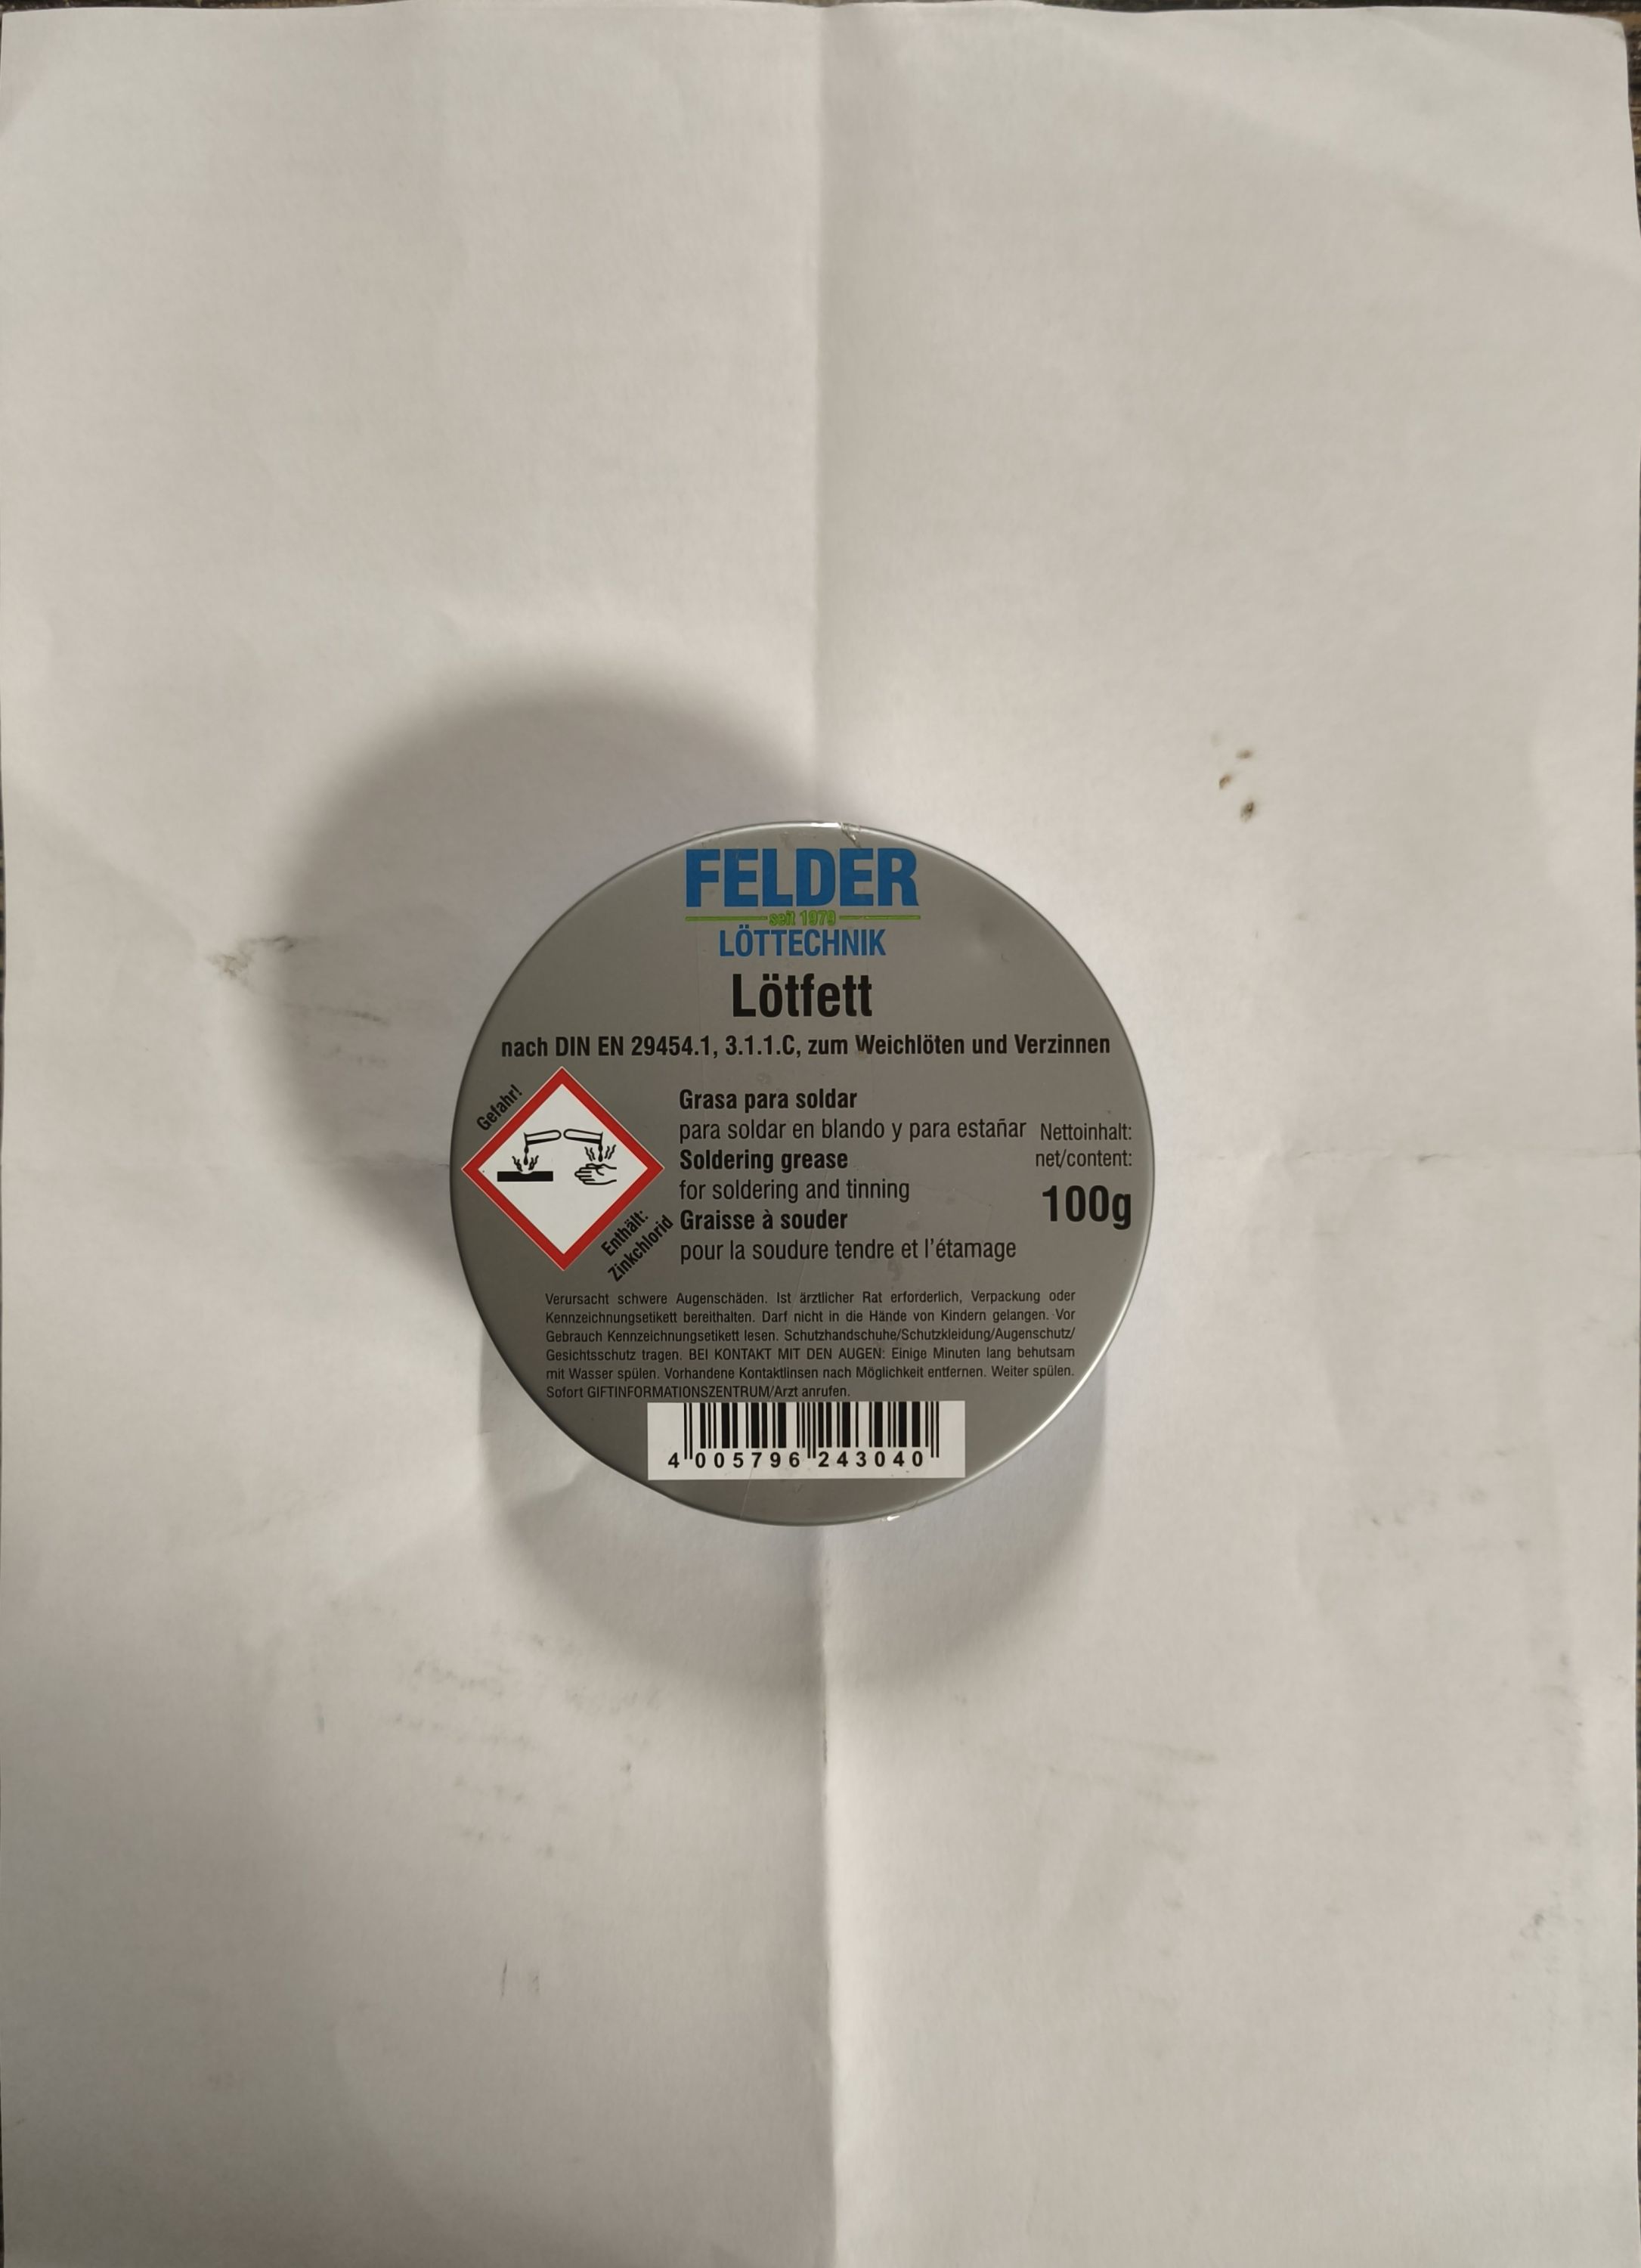 FELDER
seit 1979
LÖTTECHNIK
Lötfett
nach DIN EN 29454.1, 3.1.1.C, zum Weichlöten und Verzinnen
Gefahr!
Enthält:
Zinkchlorid
Grasa para soldar
para soldar en blando y para estañar
Soldering grease
for soldering and tinning
Graisse à souder
pour la soudure tendre et l'étamage
Nettoinhalt:
net/content:
100g
Verursacht schwere Augenschäden. Ist ärztlicher Rat erforderlich, Verpackung oder
Kennzeichnungsetikett bereithalten. Darf nicht in die Hände von Kindern gelangen. Vor
Gebrauch Kennzeichnungsetikett lesen. Schutzhandschuhe/Schutzkleidung/Augenschutz/
Gesichtsschutz tragen. BEI KONTAKT MIT DEN AUGEN: Einige Minuten lang behutsam
mit Wasser spülen. Vorhandene Kontaktlinsen nach Möglichkeit entfernen. Weiter spülen.
Sofort GIFTINFORMATIONSZENTRUM/Arzt anrufen.
4 005796 243040